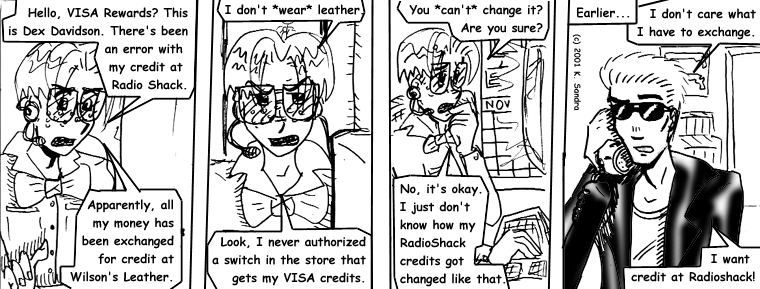 Hello, VISA Rewards? This
is Dex Davidson. There's been
an error with
my credit at
Radio Shack.
Apparently, all
my money has
been exchanged
for credit at
Wilson's Leather.
I don't *wear* leather.
Look, I never authorized
a switch in the store that
gets my VISA credits.
You *can't* change it?
Are you sure?
NOV
No, it's okay.
I just don't
know how my
RadioShack
credits got
changed like that.
Earlier...
I don't care what
I have to exchange.
(c) 2001 K. Sandra
I want
credit at Radioshack!